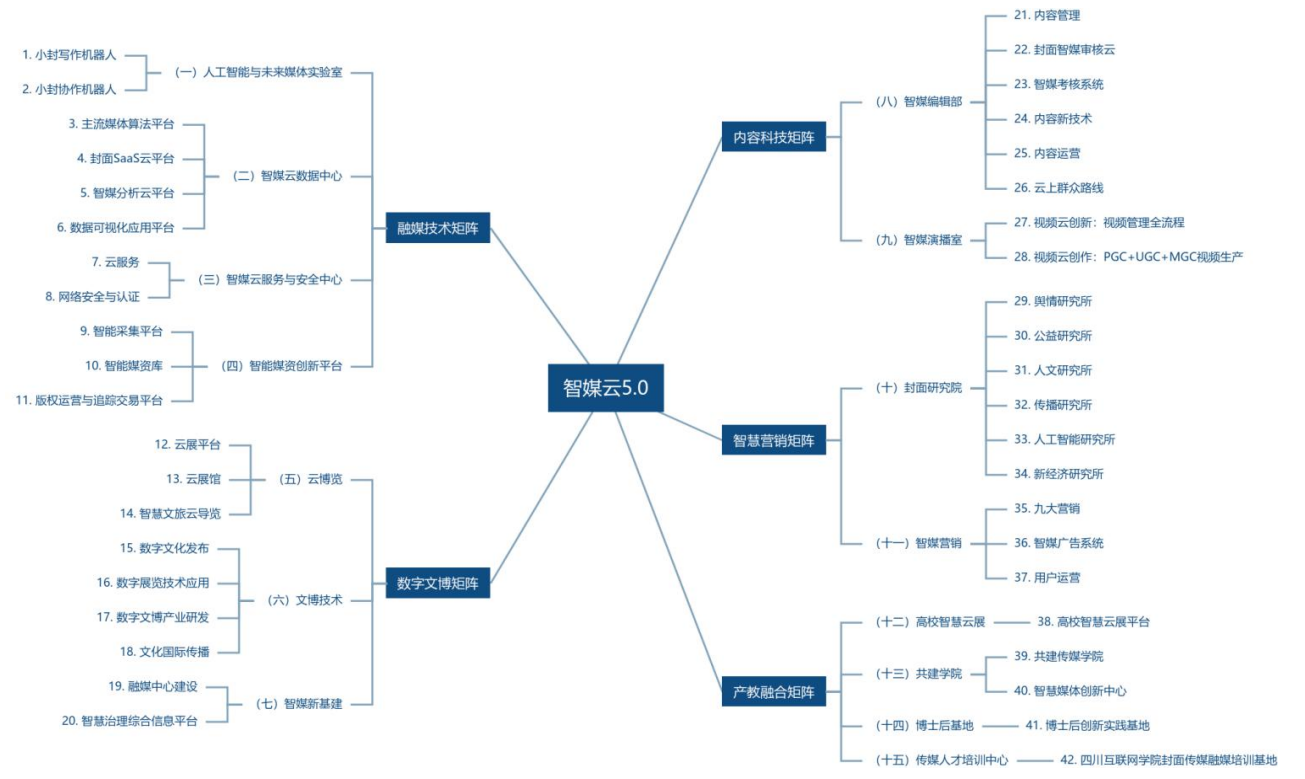 智媒云5.0
融媒技术矩阵
（一）人工智能与未来媒体实验室
1. 小封写作机器人
2. 小封协作机器人
（二）智媒云数据中心
3. 主流媒体算法平台
4. 封面SaaS云平台
5. 智媒分析云平台
6. 数据可视化应用平台
（三）智媒云服务与安全中心
7. 云服务
8. 网络安全与认证
（四）智能媒资创新平台
9. 智能采集平台
10. 智能媒资库
11. 版权运营与追踪交易平台
数字文博矩阵
（五）云博览
12. 云展平台
13. 云展馆
14. 智慧文旅云导览
（六）文博技术
15. 数字文化发布
16. 数字展览技术应用
17. 数字文博产业研发
18. 文化国际传播
（七）智媒新基建
19. 融媒中心建设
20. 智慧治理综合信息平台
内容科技矩阵
（八）智媒编辑部
21. 内容管理
22. 封面智媒审核云
23. 智媒考核系统
24. 内容新技术
25. 内容运营
26. 云上群众路线
（九）智媒演播室
27. 视频云创新：视频管理全流程
28. 视频云创作：PGC+UGC+MGC视频生产
智慧营销矩阵
（十）封面研究院
29. 舆情研究所
30. 公益研究所
31. 人文研究所
32. 传播研究所
33. 人工智能研究所
34. 新经济研究所
（十一）智媒营销
35. 九大营销
36. 智媒广告系统
37. 用户运营
产教融合矩阵
（十二）高校智慧云展
38. 高校智慧云展平台
（十三）共建学院
39. 共建传媒学院
40. 智慧媒体创新中心
（十四）博士后基地
41. 博士后创新实践基地
（十五）传媒人才培训中心
42. 四川互联网学院封面传媒融媒培训基地